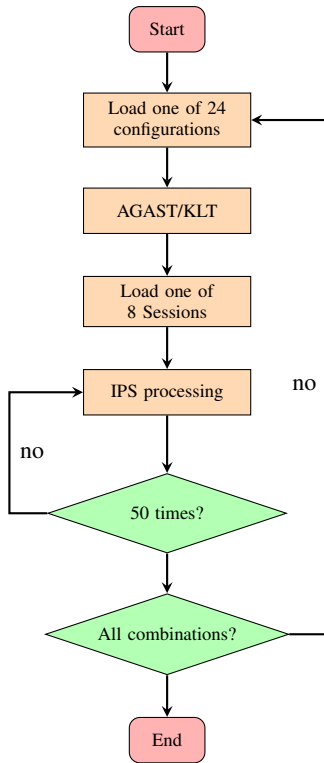 Start
Load one of 24
configurations
AGAST/KLT
Load one of
8 Sessions
IPS processing
no
no
50 times?
All combinations?
End